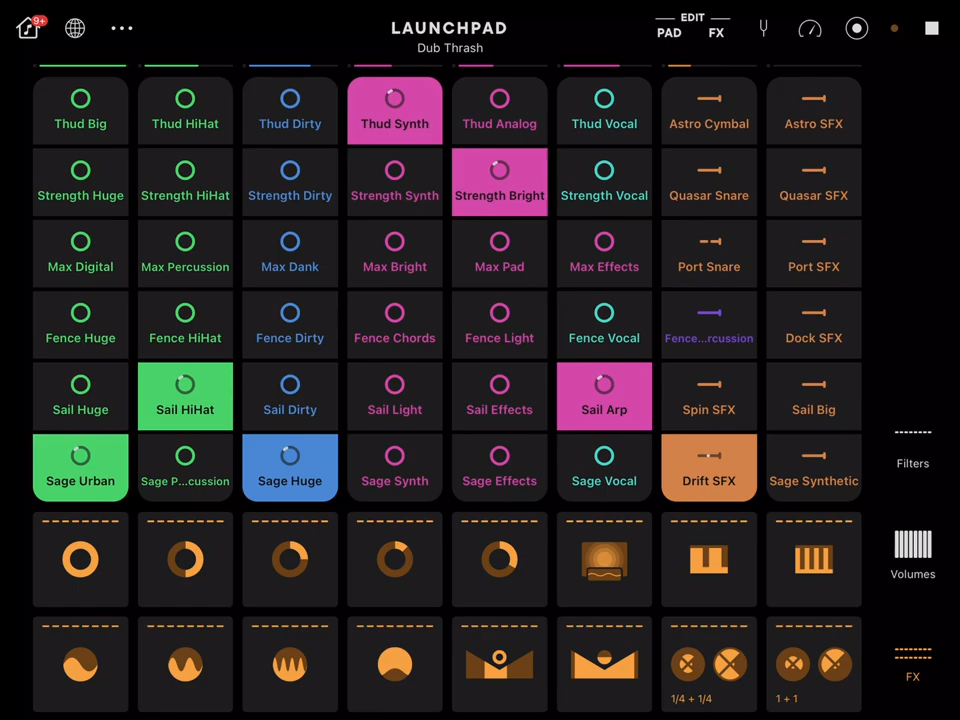 9+
LAUNCHPAD
Dub Thrash
EDIT
PAD FX
Thud Big Thud HiHat Thud Dirty Thud Synth Thud Analog Thud Vocal Astro Cymbal Astro SFX
Strength Huge Strength HiHat Strength Dirty Strength Synth Strength Bright Strength Vocal Quasar Snare Quasar SFX
Max Digital Max Percussion Max Dank Max Bright Max Pad Max Effects Port Snare Port SFX
Fence Huge Fence HiHat Fence Dirty Fence Chords Fence Light Fence Vocal Fence...rcussion Dock SFX
Sail Huge Sail HiHat Sail Dirty Sail Light Sail Effects Sail Arp Spin SFX Sail Big
Filters
Sage Urban Sage P...cussion Sage Huge Sage Synth Sage Effects Sage Vocal Drift SFX Sage Synthetic
Volumes
FX
1/4 + 1/4 1 + 1